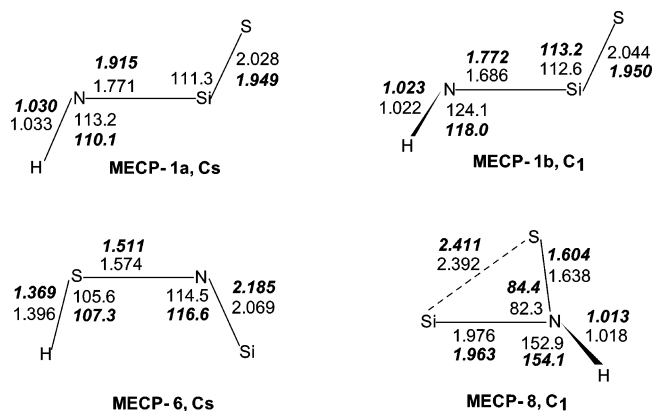 S
1.915
1.771
111.3
2.028
1.949
1.030
1.033
N
Si
113.2
110.1
H
MECP-1a, Cs
S
1.772
1.686
113.2
112.6
2.044
1.950
1.023
1.022
N
Si
124.1
118.0
H
MECP-1b, C1
1.511
1.574
S
N
2.185
2.069
1.369
1.396
105.6
107.3
114.5
116.6
H
Si
MECP-6, Cs
S
2.411
2.392
1.604
1.638
84.4
82.3
Si
N
1.013
1.018
1.976
1.963
152.9
154.1
H
MECP-8, C1